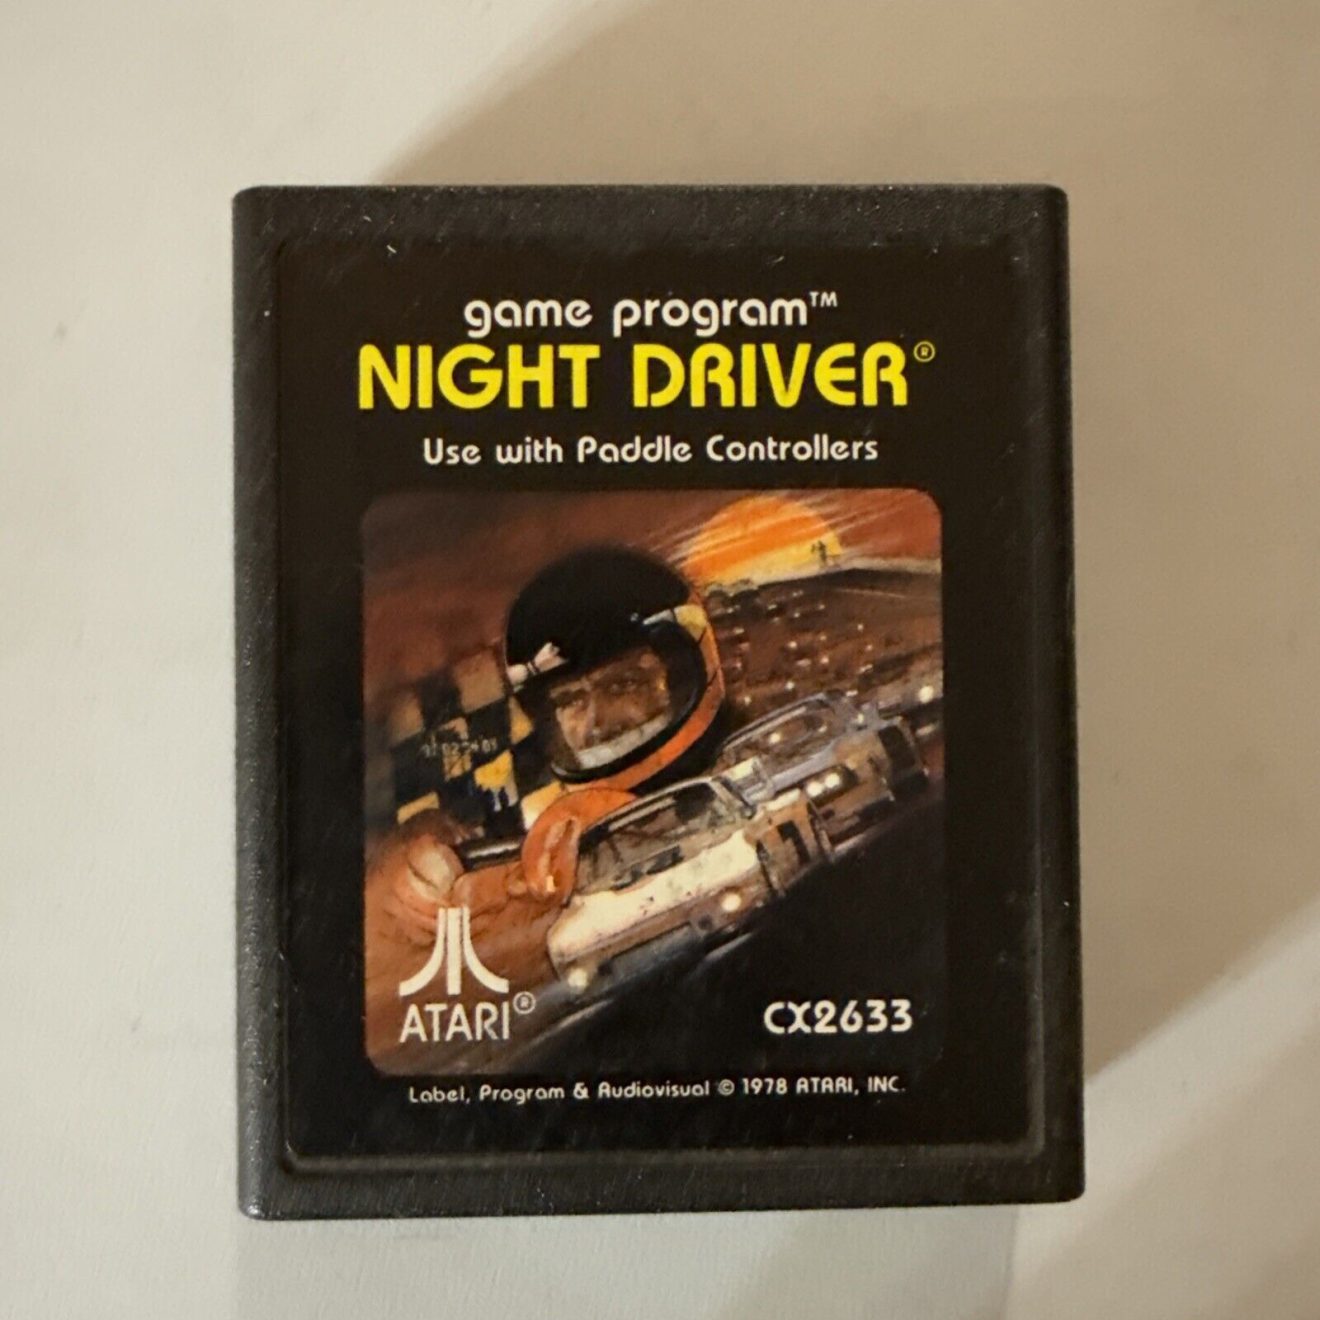 game program™
NIGHT DRIVER®
Use with Paddle Controllers
ATARI®
CX2633
Label, Program & Audiovisual © 1978 ATARI, INC.